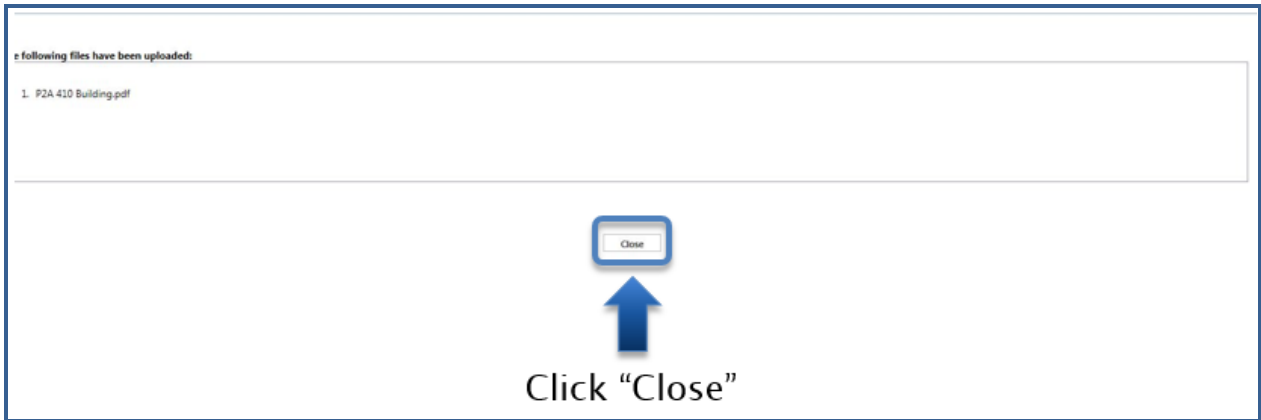 e following files have been uploaded:
1. P2A 410 Building.pdf
Close
Click “Close”